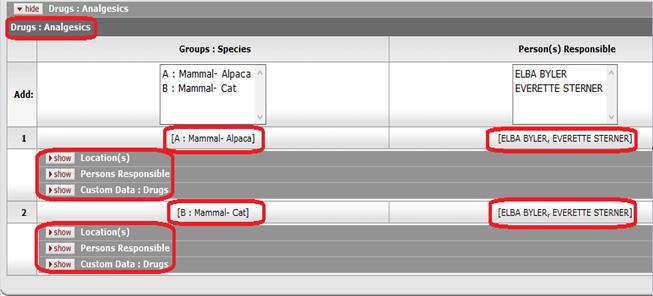 hide Drugs : Analgesics
Drugs : Analgesics
Groups : Species Person(s) Responsible
Add:
A : Mammal- Alpaca
B : Mammal- Cat
ELBA BYLER
EVERETTE STERNER
1 [A : Mammal- Alpaca] [ELBA BYLER, EVERETTE STERNER]
show Location(s)
show Persons Responsible
show Custom Data : Drugs
2 [B : Mammal- Cat] [ELBA BYLER, EVERETTE STERNER]
show Location(s)
show Persons Responsible
show Custom Data : Drugs